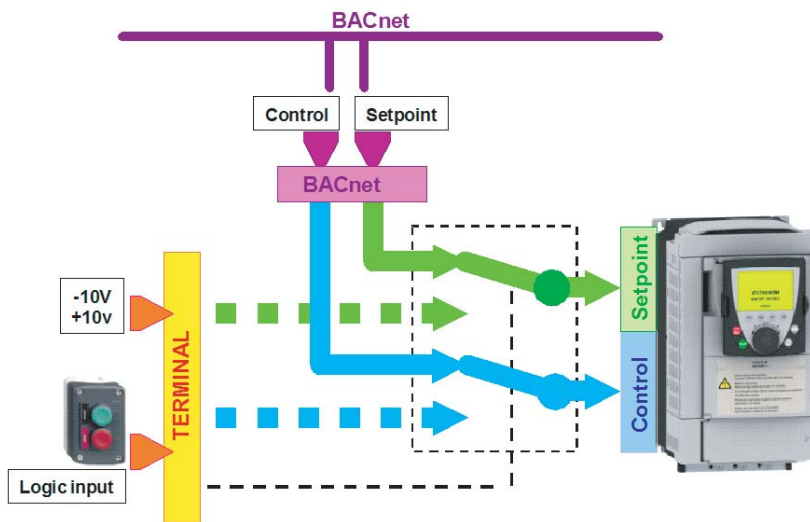 BACnet
Control
Setpoint
BACnet
-10V
+10v
TERMINAL
Logic input
Setpoint
Control